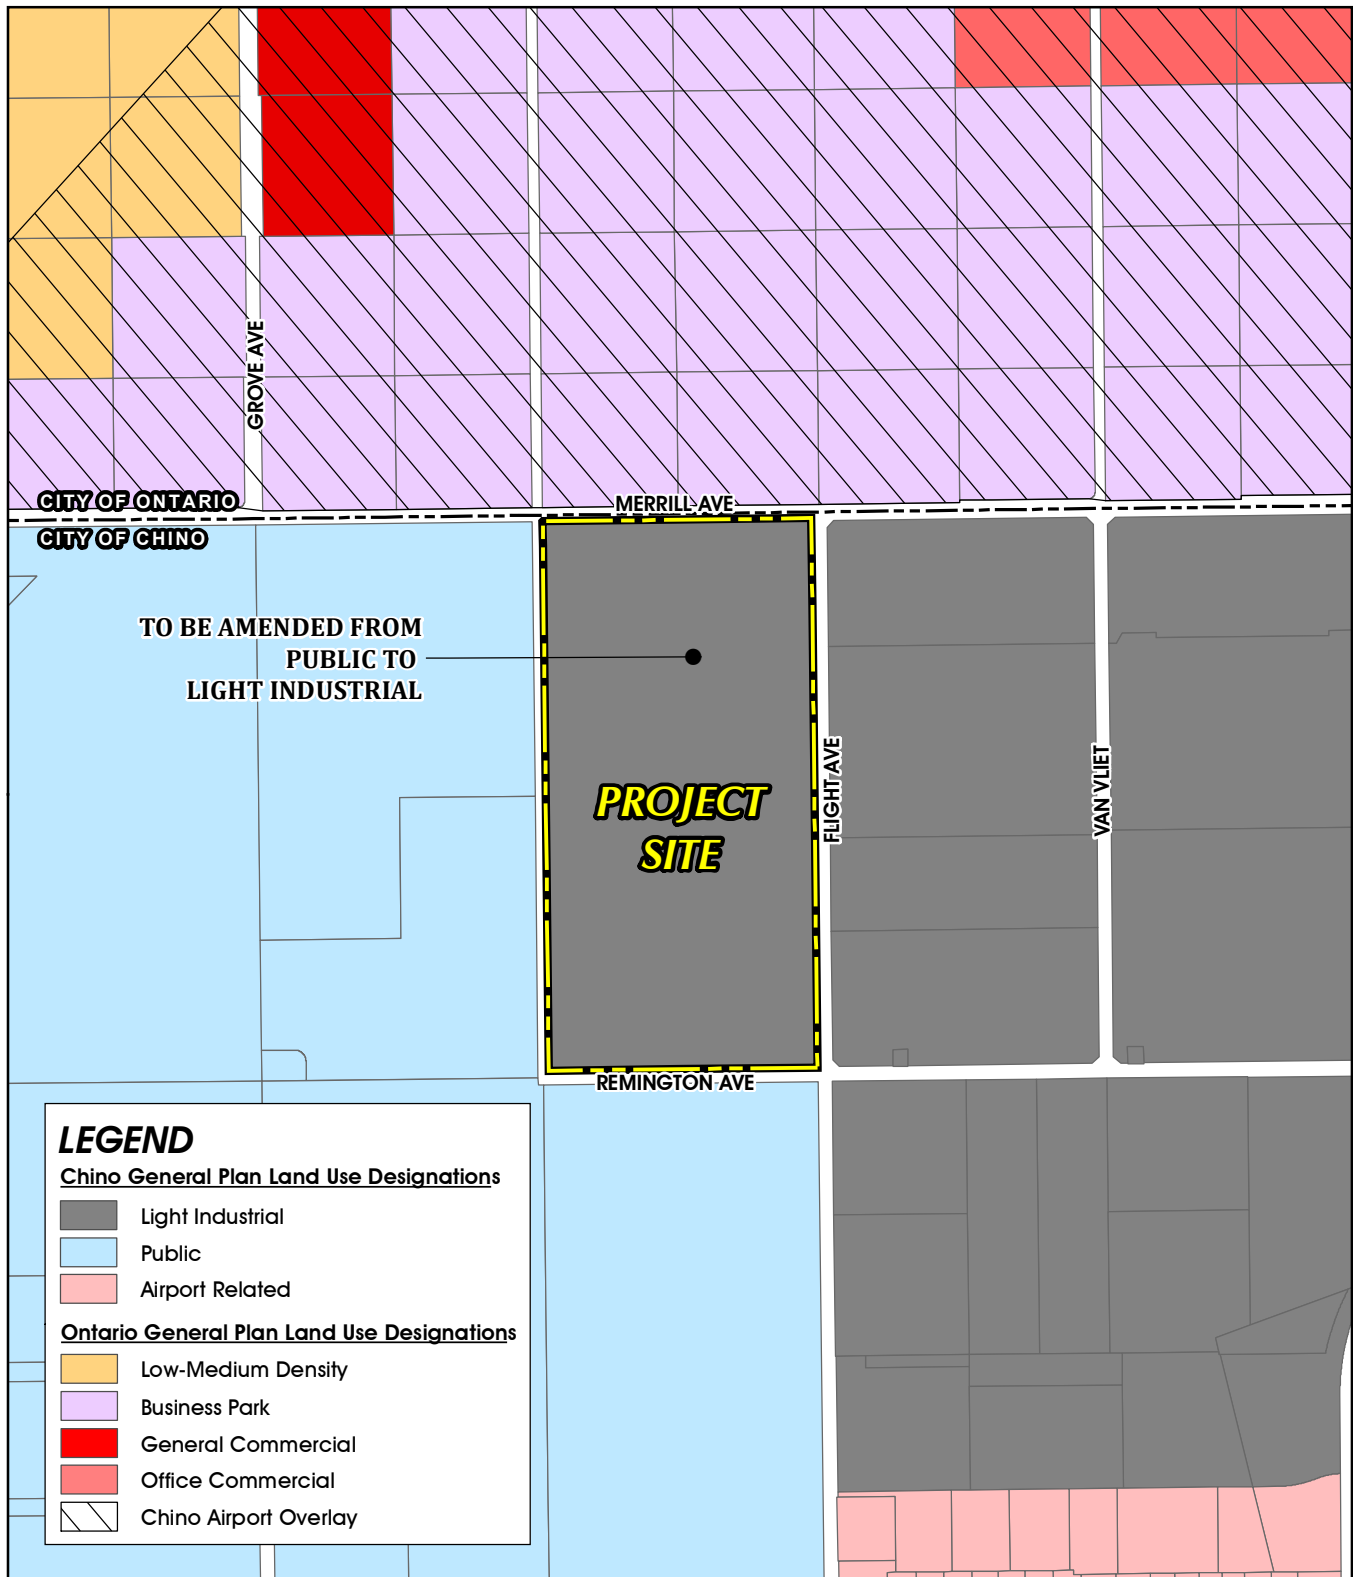 GROVE AVE
CITY OF ONTARIO
MERRILL AVE
CITY OF CHINO
TO BE AMENDED FROM
PUBLIC TO
LIGHT INDUSTRIAL
PROJECT
SITE
FLIGHT AVE
VAN VLIET
REMINGTON AVE
LEGEND
Chino General Plan Land Use Designations
Light Industrial
Public
Airport Related
Ontario General Plan Land Use Designations
Low-Medium Density
Business Park
General Commercial
Office Commercial
Chino Airport Overlay